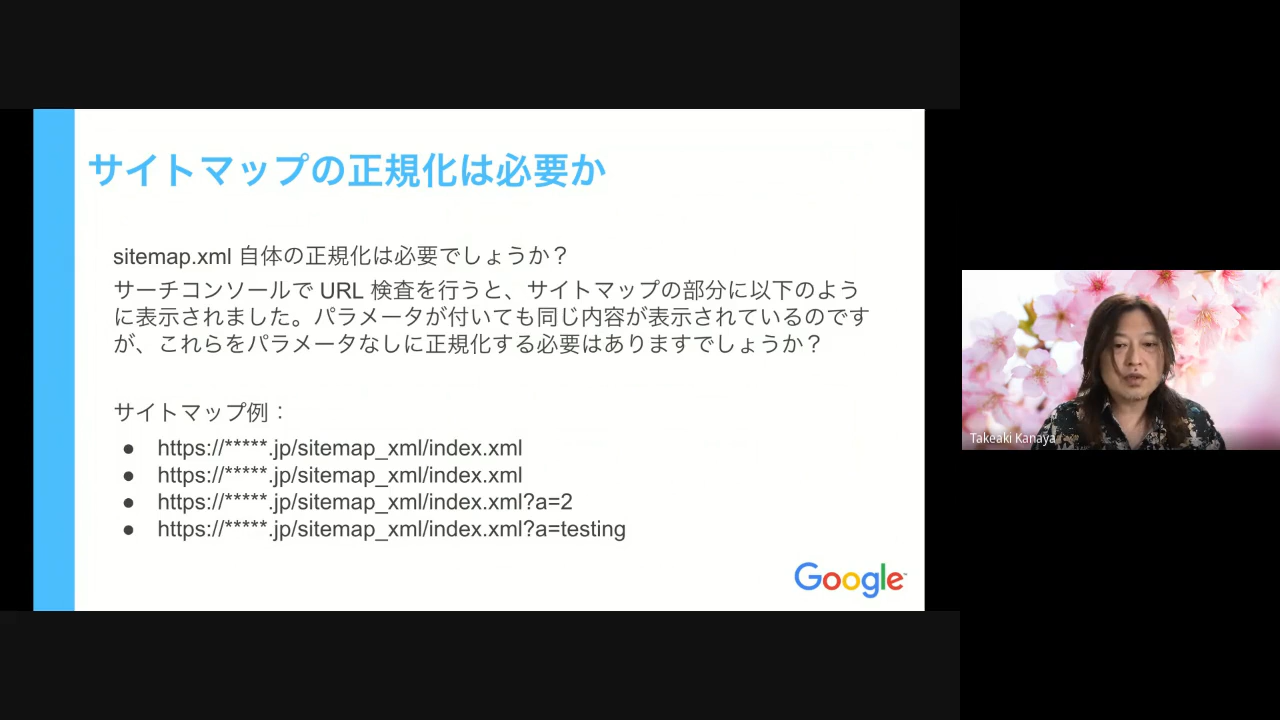 サイトマップの正規化は必要か
sitemap.xml 自体の正規化は必要でしょうか？
サーチコンソールで URL 検査を行うと、サイトマップの部分に以下のよう
に表示されました。パラメータが付いても同じ内容が表示されているのです
が、これらをパラメータなしに正規化する必要はありますでしょうか？
サイトマップ例：
● https://*****.jp/sitemap_xml/index.xml
● https://*****.jp/sitemap_xml/index.xml
● https://*****.jp/sitemap_xml/index.xml?a=2
● https://*****.jp/sitemap_xml/index.xml?a=testing
Google
Takeaki Kanaya